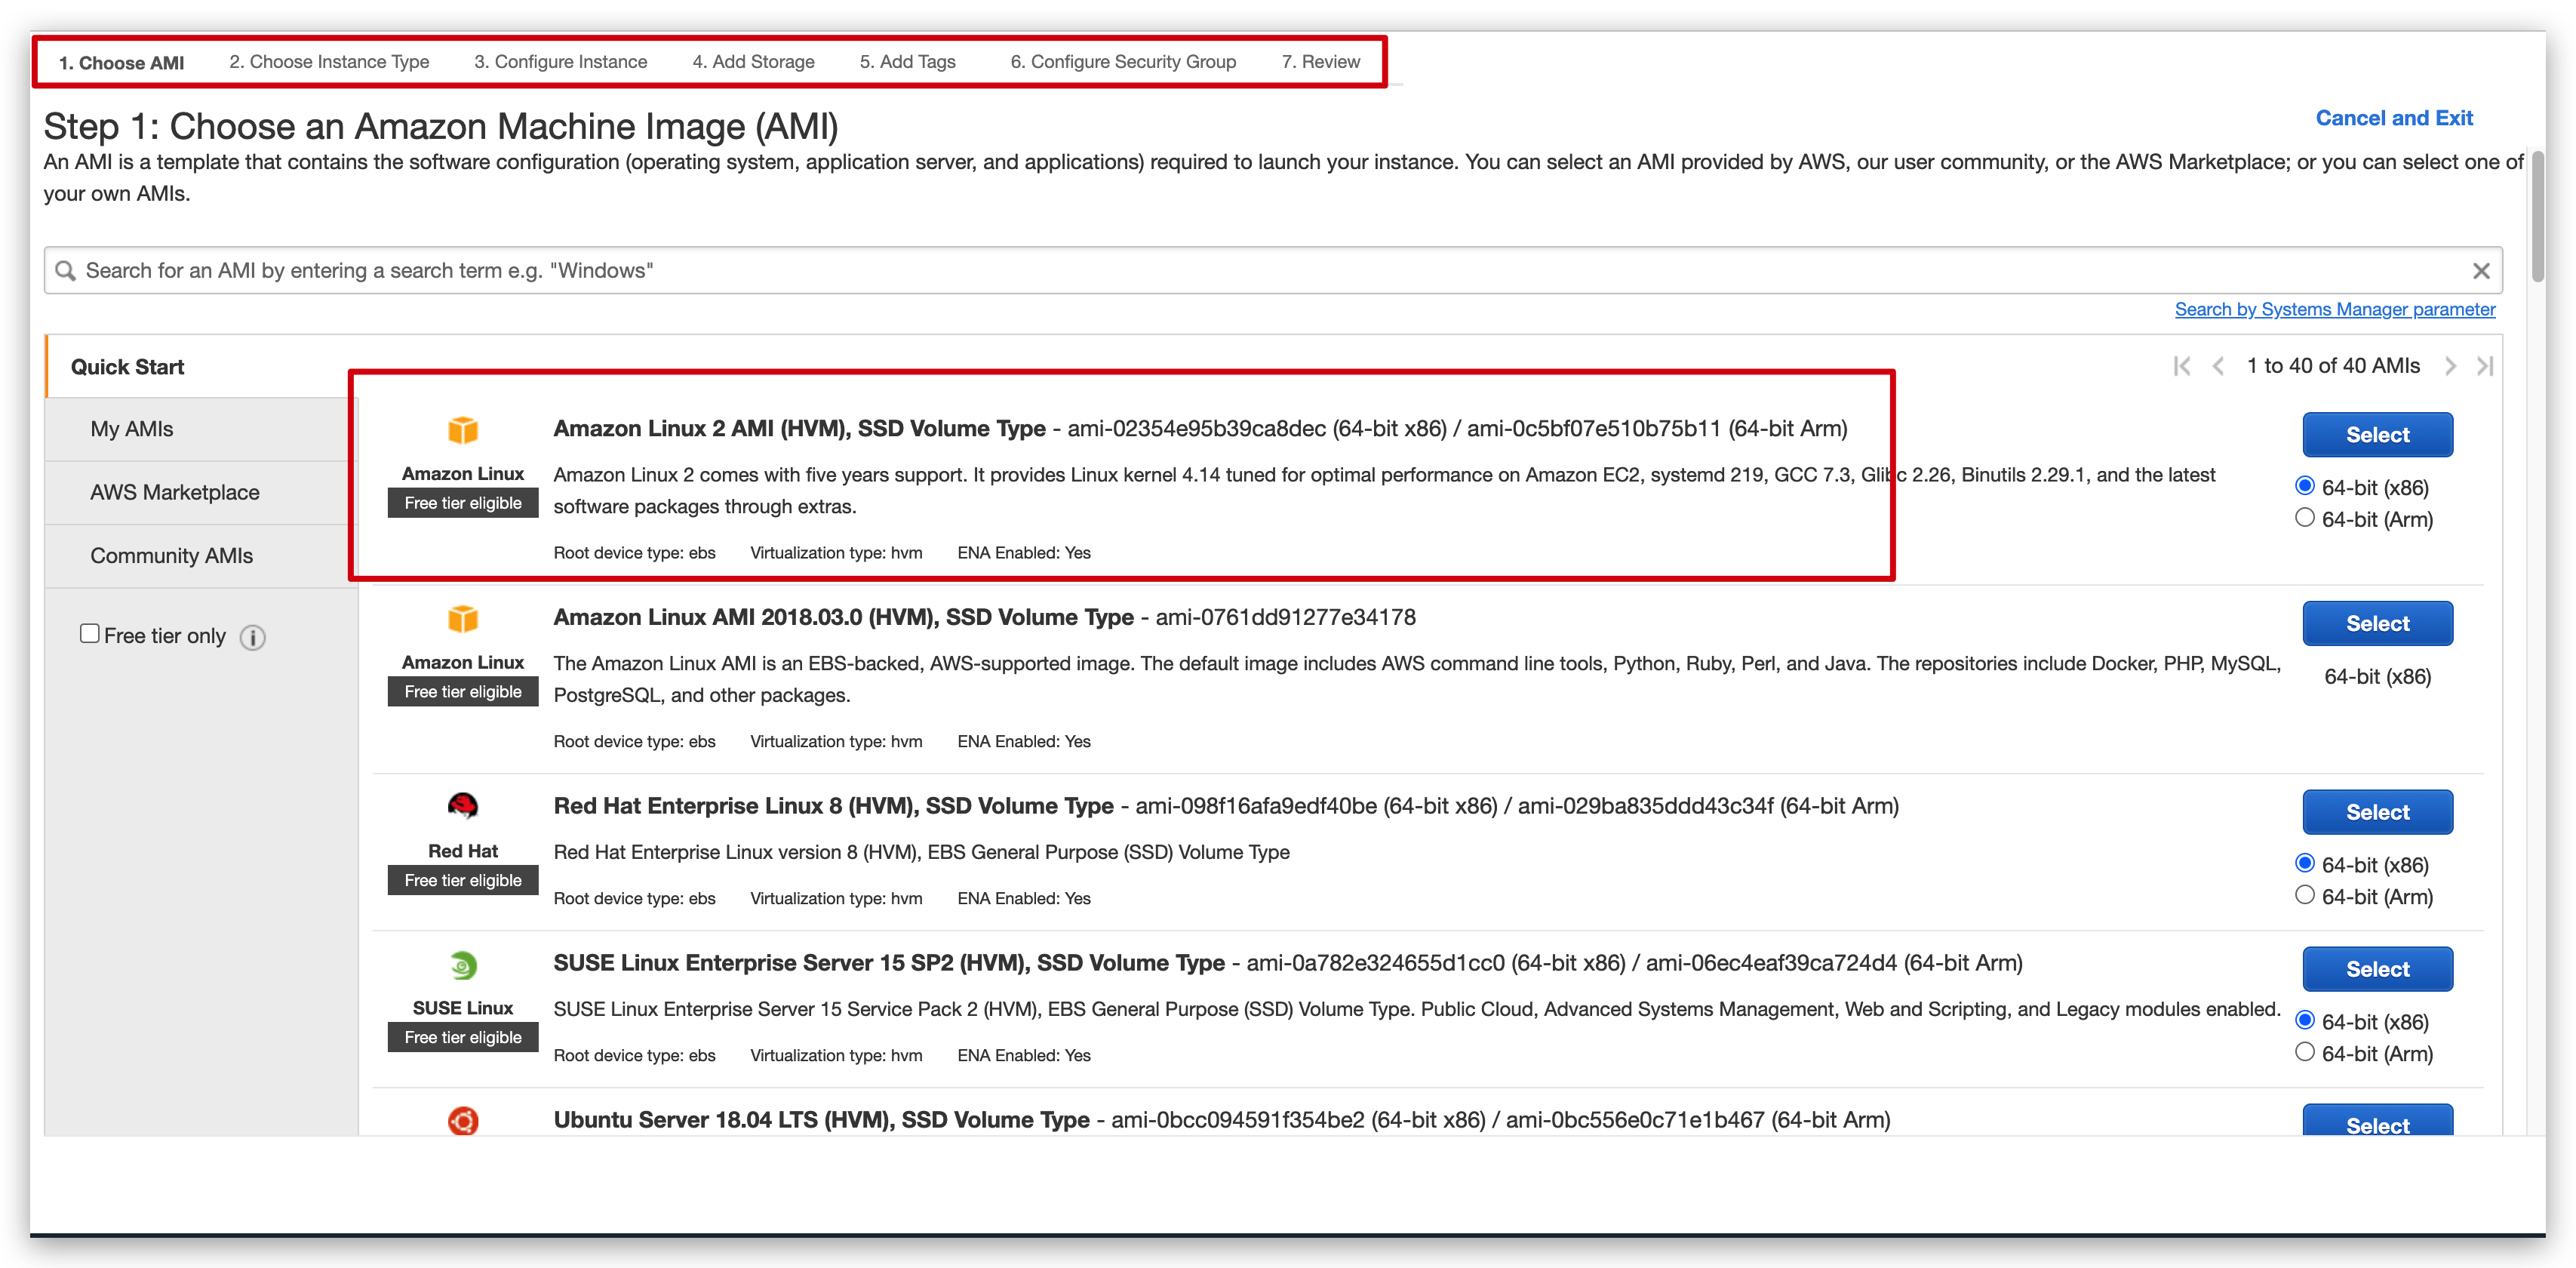 1. Choose AMI 2. Choose Instance Type 3. Configure Instance 4. Add Storage 5. Add Tags 6. Configure Security Group 7. Review
Step 1: Choose an Amazon Machine Image (AMI)
Cancel and Exit
An AMI is a template that contains the software configuration (operating system, application server, and applications) required to launch your instance. You can select an AMI provided by AWS, our user community, or the AWS Marketplace; or you can select one of
your own AMIs.
Search for an AMI by entering a search term e.g. "Windows"
Search by Systems Manager parameter
Quick Start
My AMIs
AWS Marketplace
Community AMIs
Free tier only
1 to 40 of 40 AMIs
Amazon Linux
Free tier eligible
Amazon Linux 2 AMI (HVM), SSD Volume Type - ami-02354e95b39ca8dec (64-bit x86) / ami-0c5bf07e510b75b11 (64-bit Arm)
Amazon Linux 2 comes with five years support. It provides Linux kernel 4.14 tuned for optimal performance on Amazon EC2, systemd 219, GCC 7.3, Glibc 2.26, Binutils 2.29.1, and the latest
software packages through extras.
Root device type: ebs Virtualization type: hvm ENA Enabled: Yes
Select
64-bit (x86)
64-bit (Arm)
Amazon Linux
Free tier eligible
Amazon Linux AMI 2018.03.0 (HVM), SSD Volume Type - ami-0761dd91277e34178
The Amazon Linux AMI is an EBS-backed, AWS-supported image. The default image includes AWS command line tools, Python, Ruby, Perl, and Java. The repositories include Docker, PHP, MySQL,
PostgreSQL, and other packages.
Root device type: ebs Virtualization type: hvm ENA Enabled: Yes
Select
64-bit (x86)
Red Hat
Free tier eligible
Red Hat Enterprise Linux 8 (HVM), SSD Volume Type - ami-098f16afa9edf40be (64-bit x86) / ami-029ba835ddd43c34f (64-bit Arm)
Red Hat Enterprise Linux version 8 (HVM), EBS General Purpose (SSD) Volume Type
Root device type: ebs Virtualization type: hvm ENA Enabled: Yes
Select
64-bit (x86)
64-bit (Arm)
SUSE Linux
Free tier eligible
SUSE Linux Enterprise Server 15 SP2 (HVM), SSD Volume Type - ami-0a782e324655d1cc0 (64-bit x86) / ami-06ec4eaf39ca724d4 (64-bit Arm)
SUSE Linux Enterprise Server 15 Service Pack 2 (HVM), EBS General Purpose (SSD) Volume Type. Public Cloud, Advanced Systems Management, Web and Scripting, and Legacy modules enabled.
Root device type: ebs Virtualization type: hvm ENA Enabled: Yes
Select
64-bit (x86)
64-bit (Arm)
Ubuntu Server 18.04 LTS (HVM), SSD Volume Type - ami-0bcc094591f354be2 (64-bit x86) / ami-0bc556e0c71e1b467 (64-bit Arm)
Select